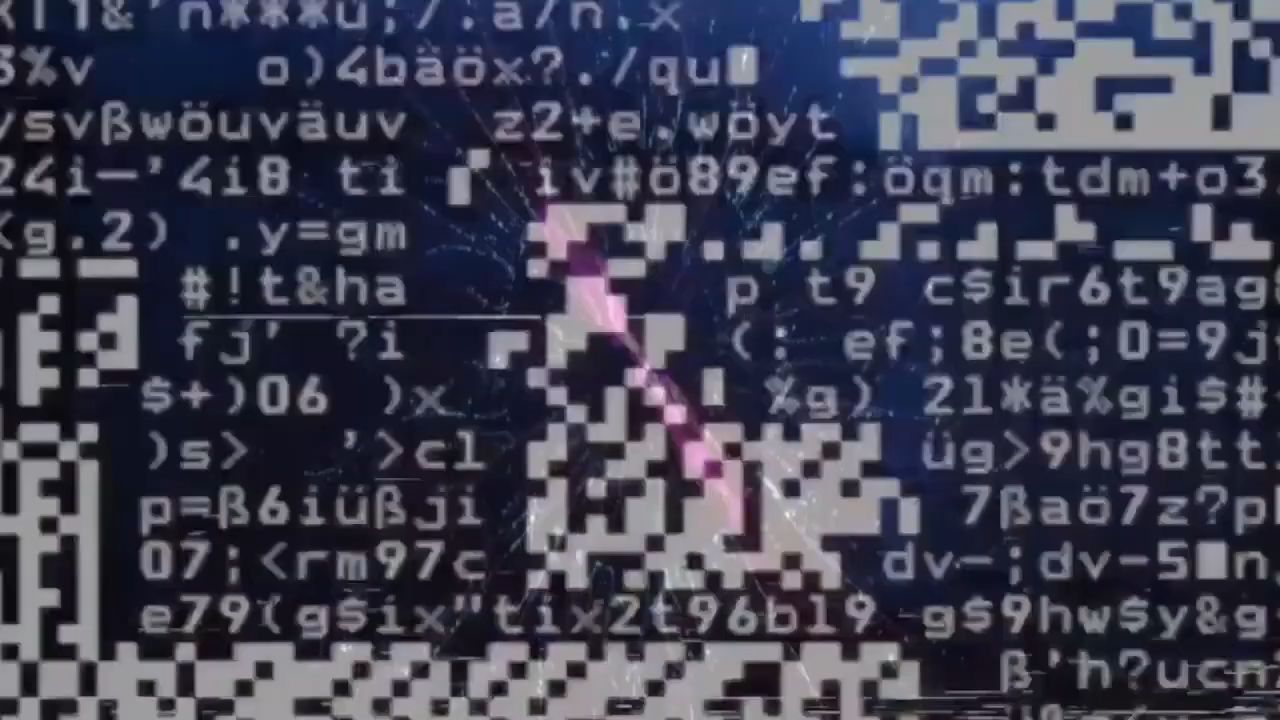 n***ü;/.a/n.x
3%v o)4bäöx?./qu
ysvßwöuväuv z2+e.wöyt
24i—'4i8 ti iv#ö89ef:öqm:tdm+o3
g.2) .y=gm
#!t&ha p t9 c$ir6t9ag
fj' ?i (: ef;8e(;0=9j
$+)06 )x %g) 21*ä%gi$#
)s> '>cl üg>9hg8tt
p=ß6iüßji 7ßaö7z?p
07;<rm97c dv-;dv-5■n
e79(g$ix"tix2t96b19 g$9hw$y&g
ß'h?ucn